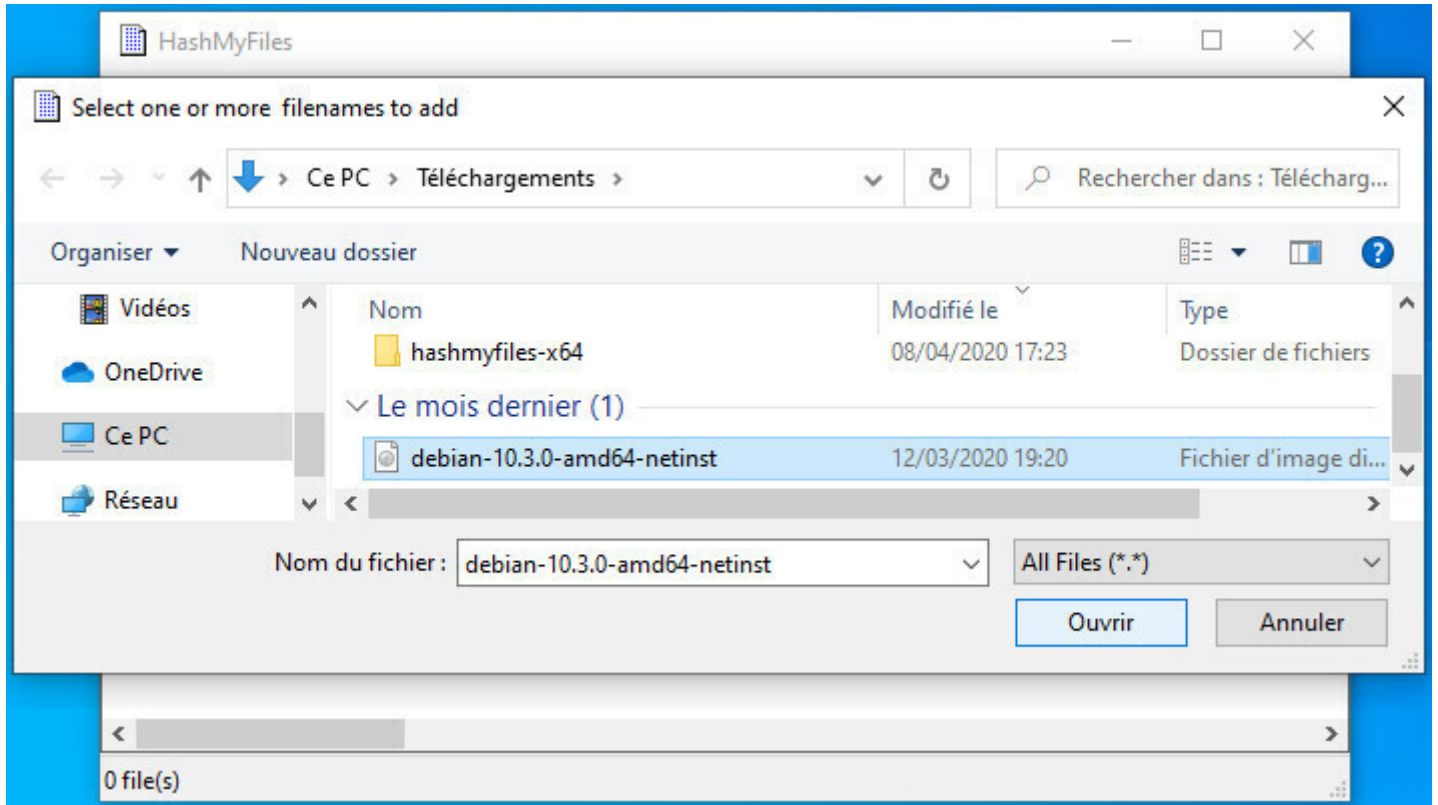 HashMyFiles
Select one or more filenames to add
Ce PC > Téléchargements >
Rechercher dans : Télécharg...
Organiser
Nouveau dossier
Vidéos
OneDrive
Ce PC
Réseau
Nom Modifié le Type
hashmyfiles-x64 08/04/2020 17:23 Dossier de fichiers
Le mois dernier (1)
debian-10.3.0-amd64-netinst 12/03/2020 19:20 Fichier d'image di...
Nom du fichier : debian-10.3.0-amd64-netinst All Files (*.*)
Ouvrir Annuler
0 file(s)